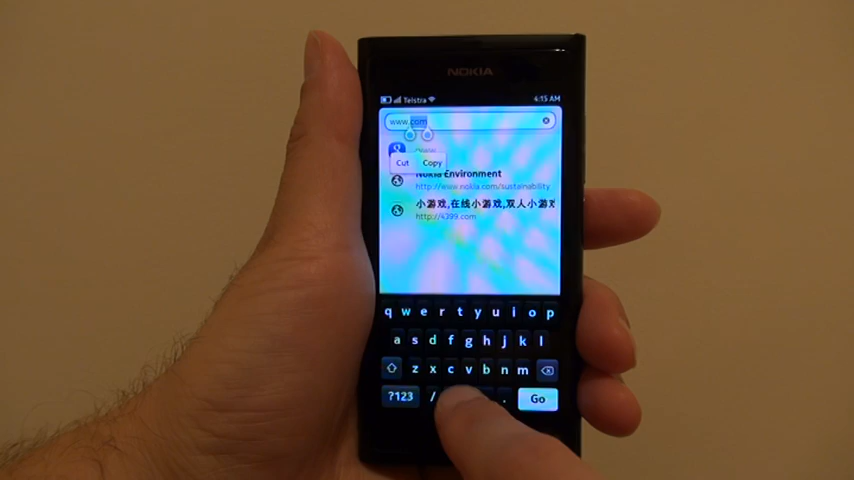 NOKIA
Telstra 4:15 AM
www.com
Cut Copy
Nokia Environment
http://www.nokia.com/sustainability
小游戏,在线小游戏,双人小游戏
http://4399.com
q w e r t y u i o p
a s d f g h j k l
z x c v b n m
?123 / . Go